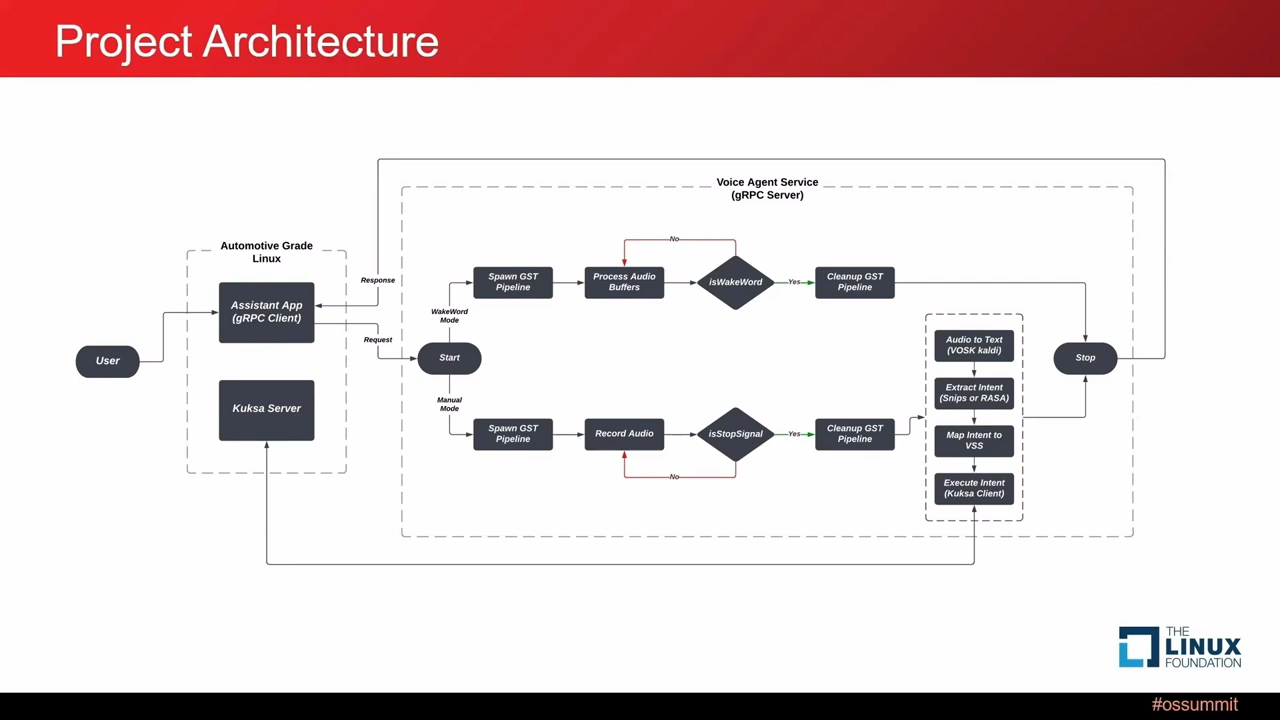 Project Architecture
Voice Agent Service
(gRPC Server)
Automotive Grade
Linux
Assistant App
(gRPC Client)
Kuksa Server
User
Response
Request
Start
WakeWord
Mode
Manual
Mode
Spawn GST
Pipeline
Process Audio
Buffers
No
isWakeWord
Yes
Cleanup GST
Pipeline
Spawn GST
Pipeline
Record Audio
isStopSignal
No
Yes
Cleanup GST
Pipeline
Audio to Text
(VOSK kaldi)
Extract Intent
(Snips or RASA)
Map Intent to
VSS
Execute Intent
(Kuksa Client)
Stop
THE
LINUX
FOUNDATION
#ossummit